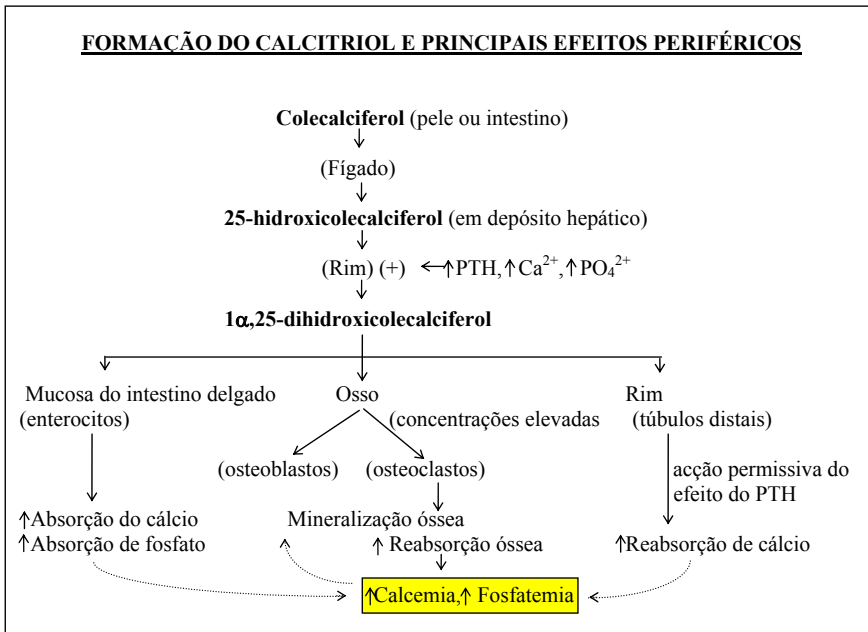 FORMAÇÃO DO CALCITRIOL E PRINCIPAIS EFEITOS PERIFÉRICOS
Colecalciferol (pele ou intestino)
(Fígado)
25-hidroxicolecalciferol (em depósito hepático)
(Rim) (+) ←↑PTH,↑Ca²⁺,↑PO₄²⁺
1α,25-dihidroxicolecalciferol
Mucosa do intestino delgado
(enterocitos)
Osso
(concentrações elevadas
Rim
(túbulos distais)
(osteoblastos)
(osteoclastos)
acção permissiva do
efeito do PTH
↑Absorção do cálcio
↑Absorção de fosfato
Mineralização óssea
↑ Reabsorção óssea
↑Reabsorção de cálcio
↑Calcemia,↑ Fosfatemia